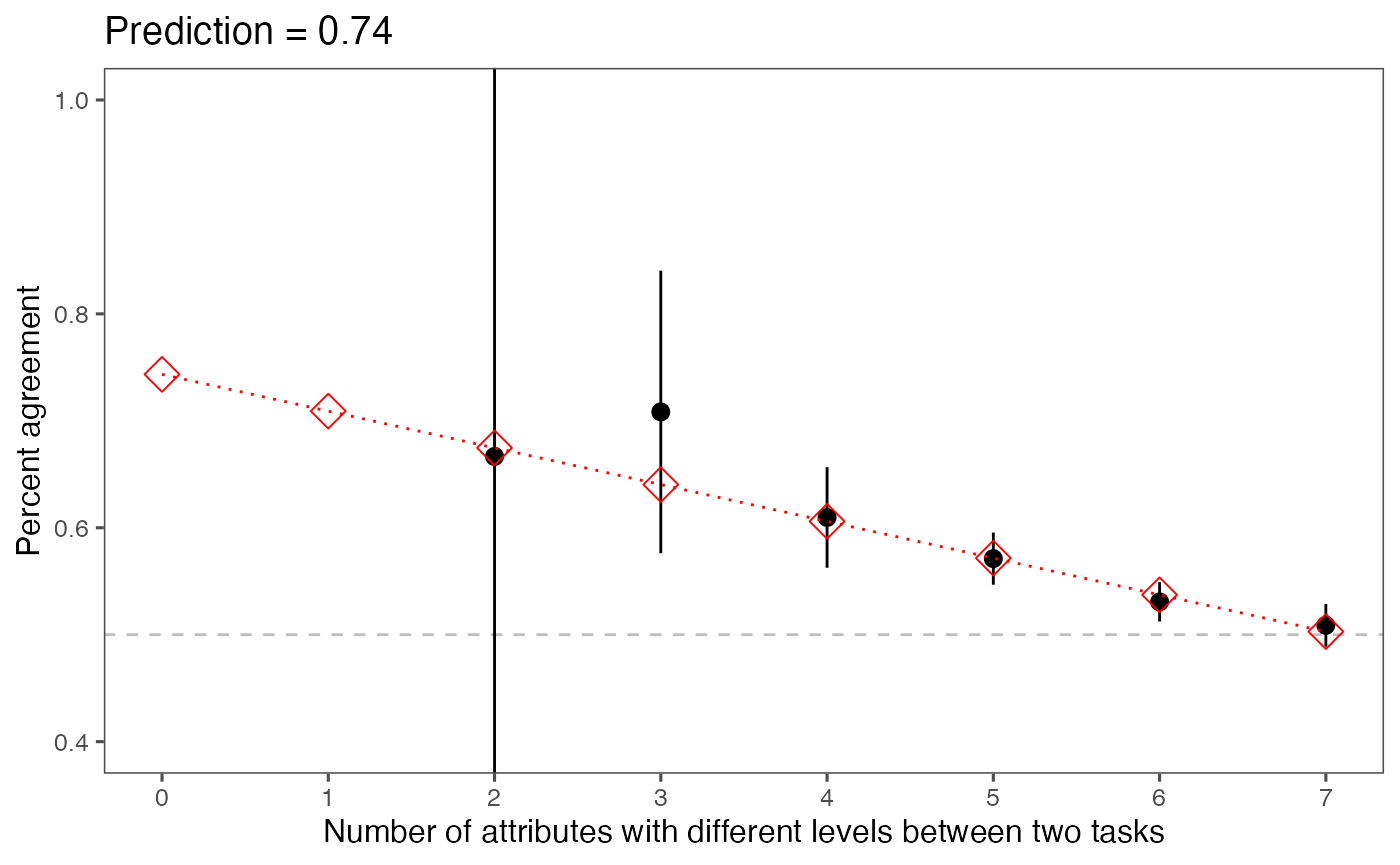 Prediction = 0.74
1.0
0.8
0.6
0.4
Percent agreement
0 1 2 3 4 5 6 7
Number of attributes with different levels between two tasks